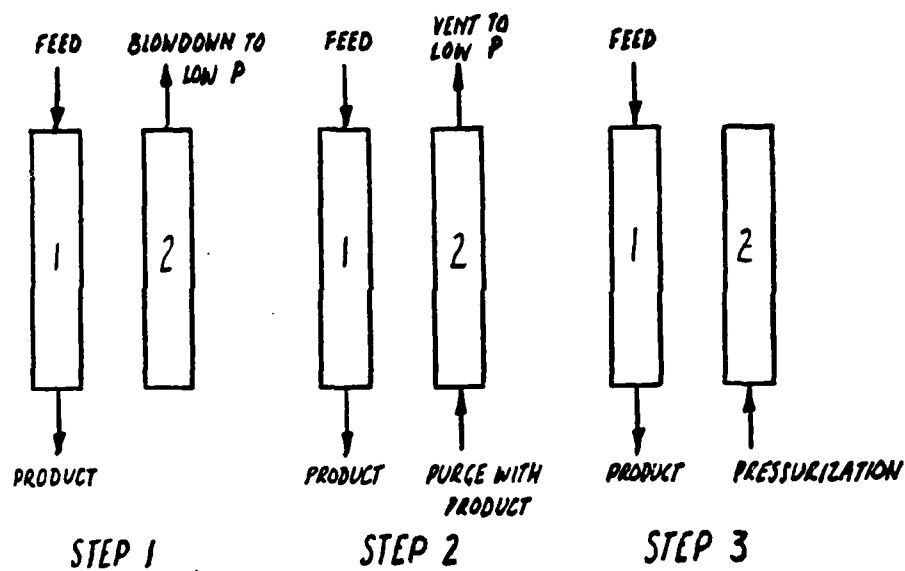 FEED
BLOWDOWN TO
LOW P
1
2
PRODUCT
STEP 1
FEED
VENT TO
LOW P
1
2
PRODUCT
PURGE WITH
PRODUCT
STEP 2
FEED
1
2
PRODUCT
PRESSURIZATION
STEP 3